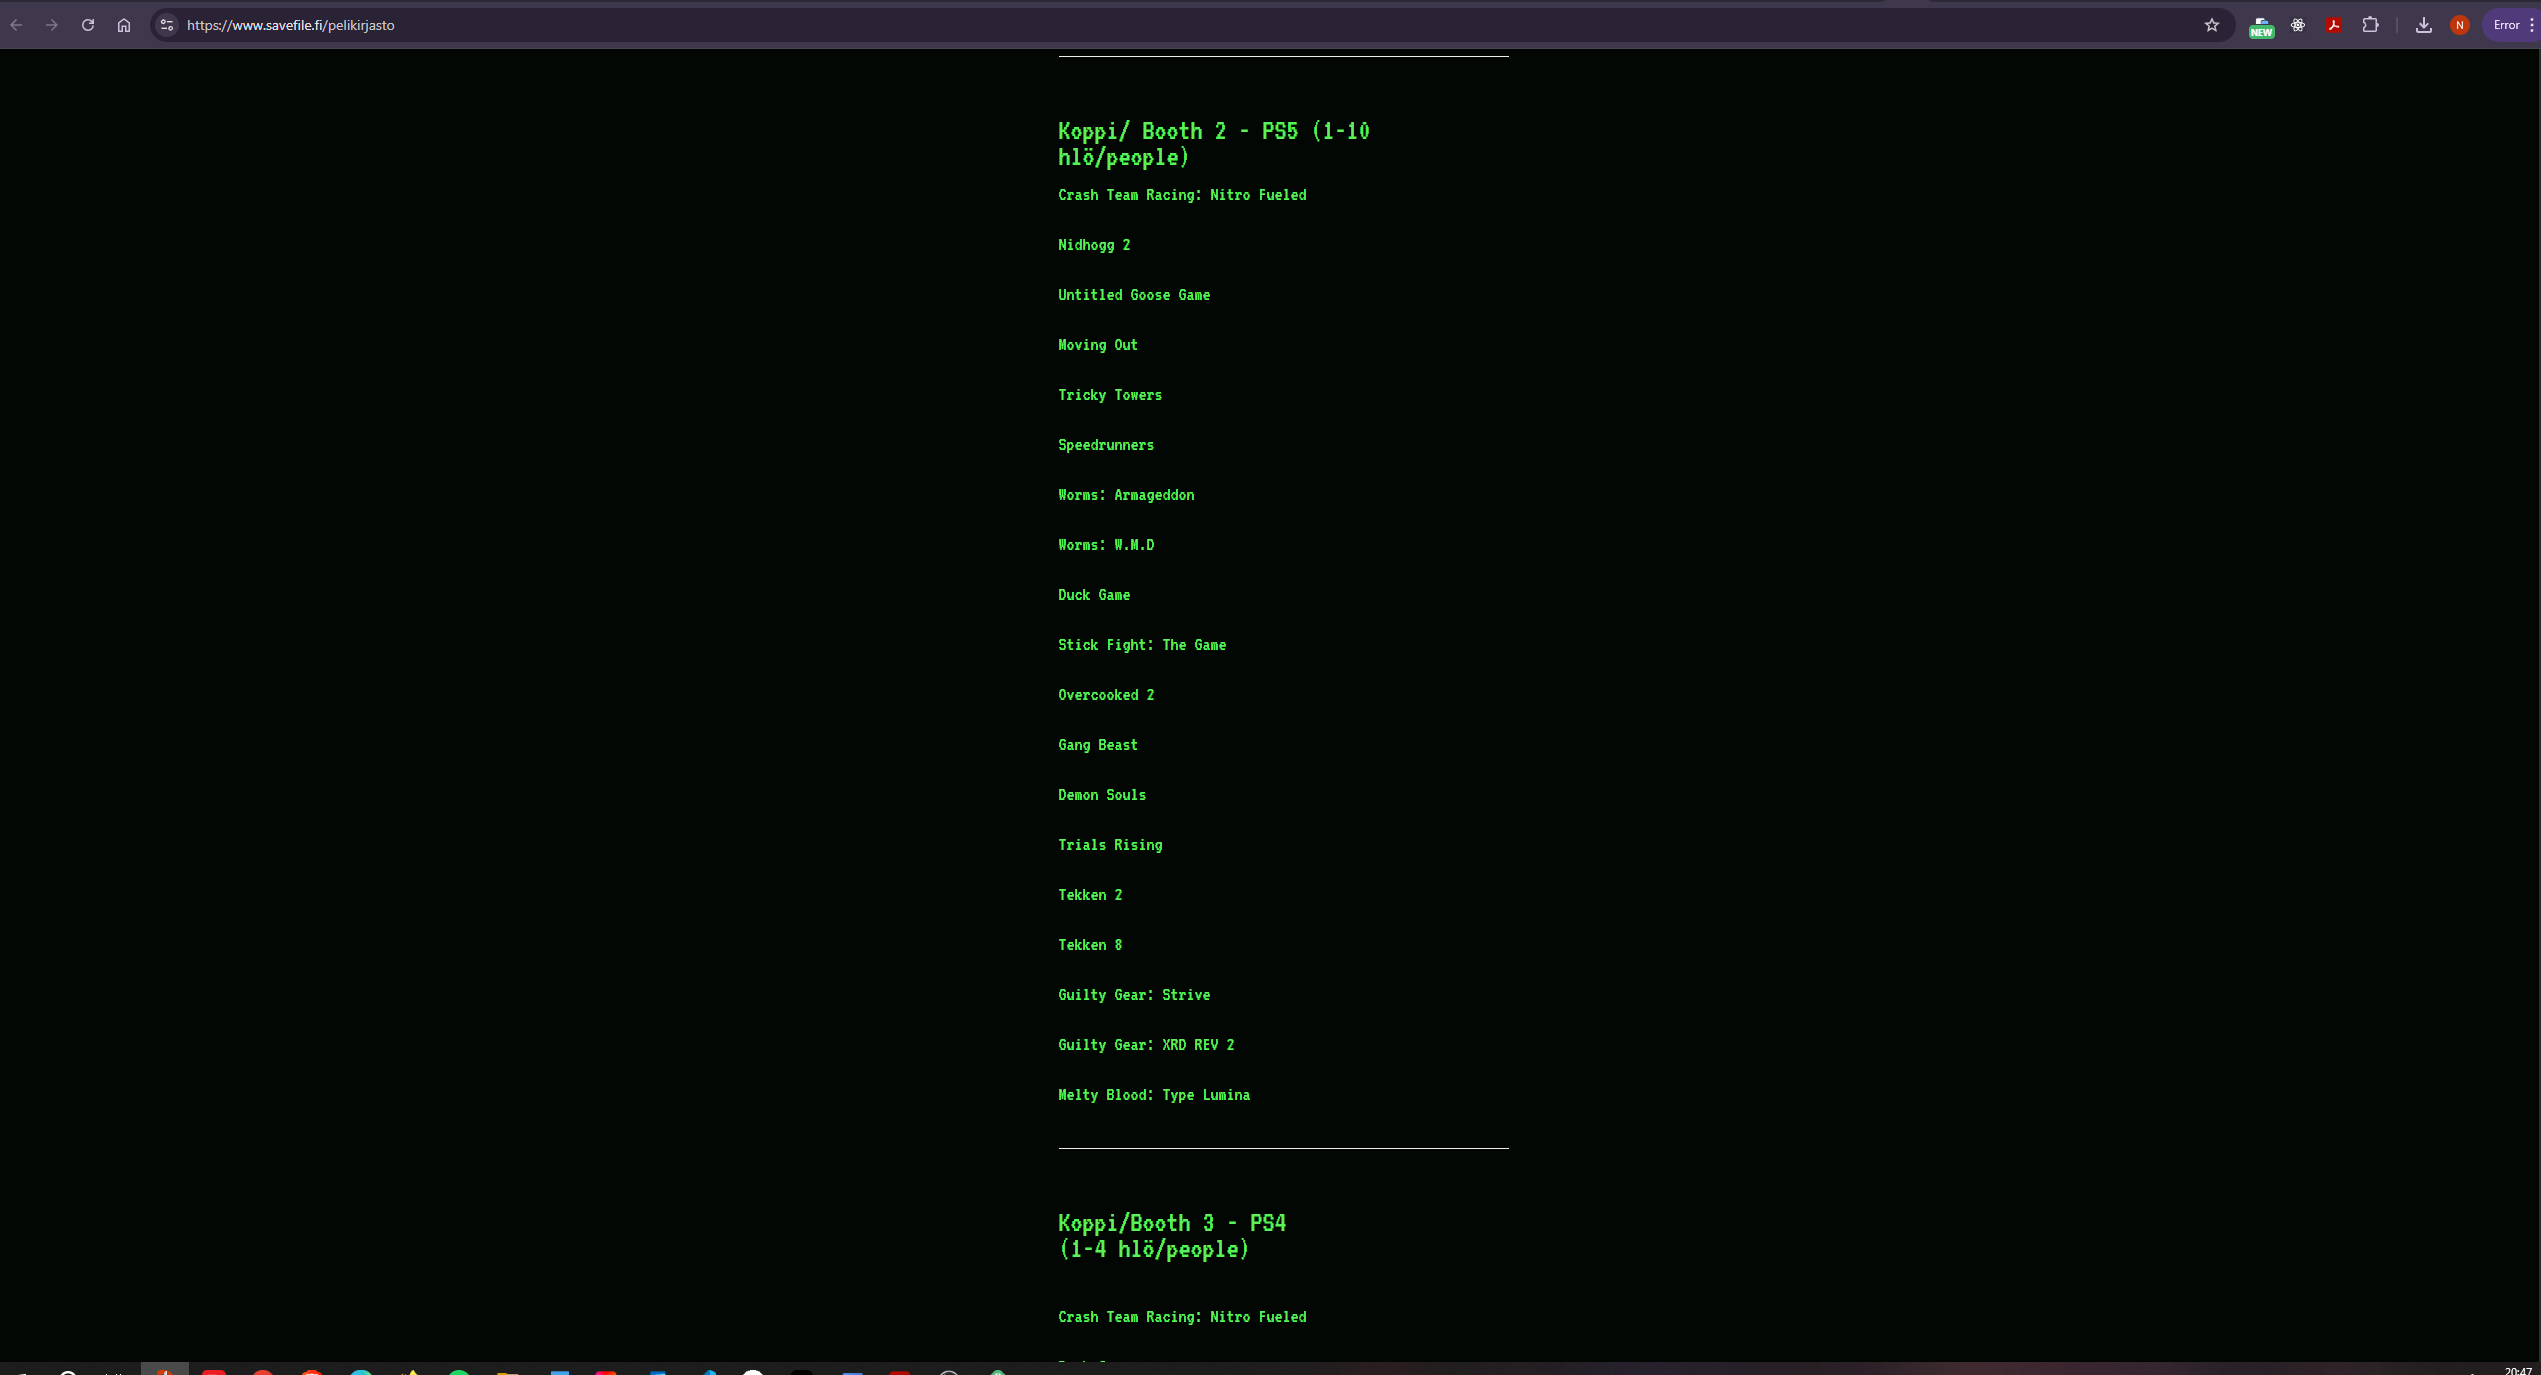 https://www.savefile.fi/pelikirjasto
NEW
N
Error
Koppi/ Booth 2 - PS5 (1-10
hlö/people)
Crash Team Racing: Nitro Fueled
Nidhogg 2
Untitled Goose Game
Moving Out
Tricky Towers
Speedrunners
Worms: Armageddon
Worms: W.M.D
Duck Game
Stick Fight: The Game
Overcooked 2
Gang Beast
Demon Souls
Trials Rising
Tekken 2
Tekken 8
Guilty Gear: Strive
Guilty Gear: XRD REV 2
Melty Blood: Type Lumina
Koppi/Booth 3 - PS4
(1-4 hlö/people)
Crash Team Racing: Nitro Fueled
20:47